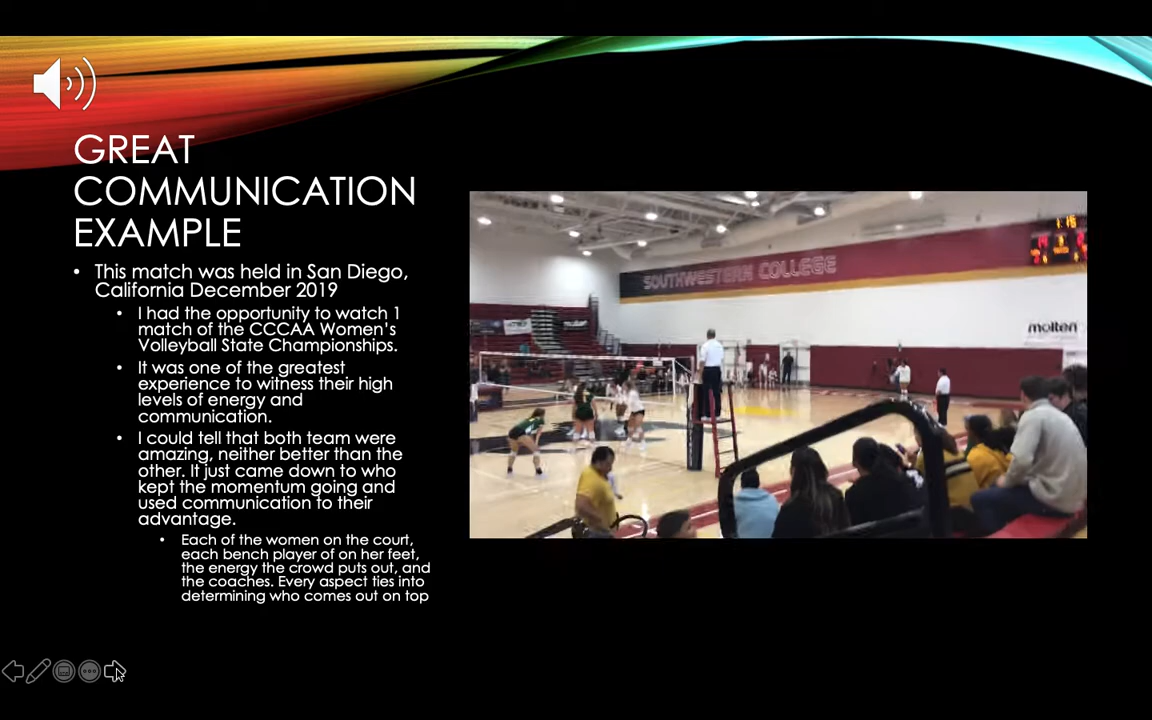 GREAT
COMMUNICATION
EXAMPLE
• This match was held in San Diego,
California December 2019
• I had the opportunity to watch 1
match of the CCCAA Women's
Volleyball State Championships.
• It was one of the greatest
experience to witness their high
levels of energy and
communication.
• I could tell that both team were
amazing, neither better than the
other. It just came down to who
kept the momentum going and
used communication to their
advantage.
• Each of the women on the court,
each bench player of on her feet,
the energy the crowd puts out, and
the coaches. Every aspect ties into
determining who comes out on top
SOUTHWESTERN COLLEGE
molten